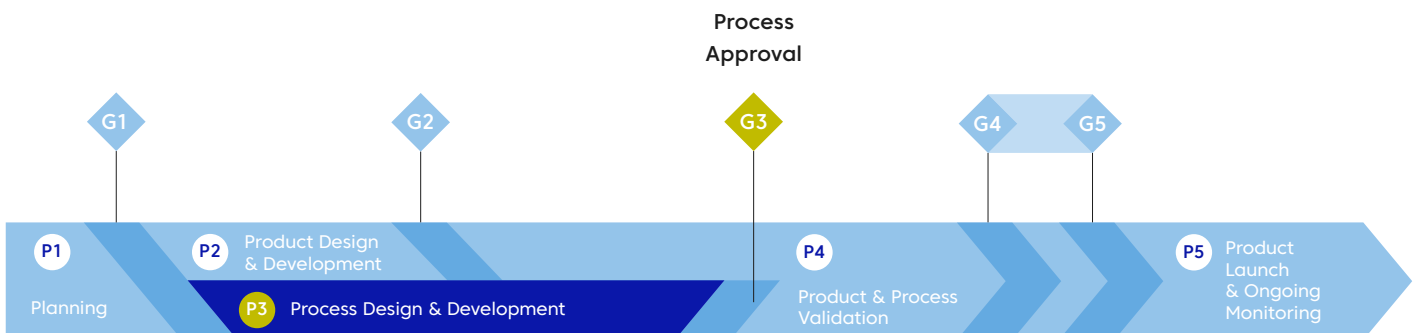 Process
Approval
G1
G2
G3
G4
G5
P1
Planning
P2
Product Design
& Development
P3
Process Design & Development
P4
Product & Process
Validation
P5
Product
Launch
& Ongoing
Monitoring